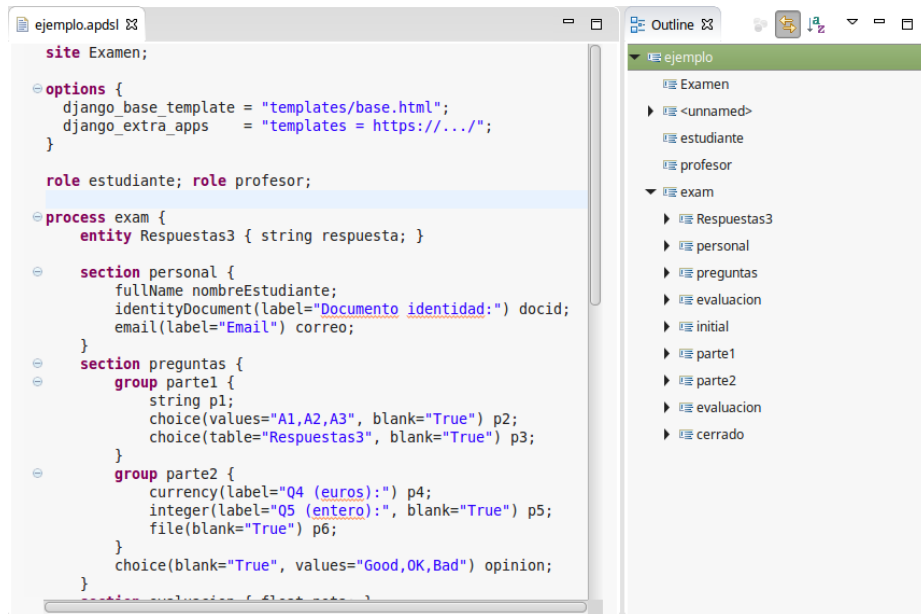 ejemplo.apdsl
site Examen;
options {
django_base_template = "templates/base.html";
django_extra_apps    = "templates = https://.../";
}
role estudiante; role profesor;
process exam {
entity Respuestas3 { string respuesta; }
section personal {
fullName nombreEstudiante;
identityDocument(label="Documento identidad:") docid;
email(label="Email") correo;
}
section preguntas {
group parte1 {
string p1;
choice(values="A1,A2,A3", blank="True") p2;
choice(table="Respuestas3", blank="True") p3;
}
group parte2 {
currency(label="Q4 (euros):") p4;
integer(label="Q5 (entero):", blank="True") p5;
file(blank="True") p6;
}
choice(blank="True", values="Good,OK,Bad") opinion;
}
section evaluacion { float nota; }
Outline
ejemplo
Examen
<unnamed>
estudiante
profesor
exam
Respuestas3
personal
preguntas
evaluacion
initial
parte1
parte2
evaluacion
cerrado